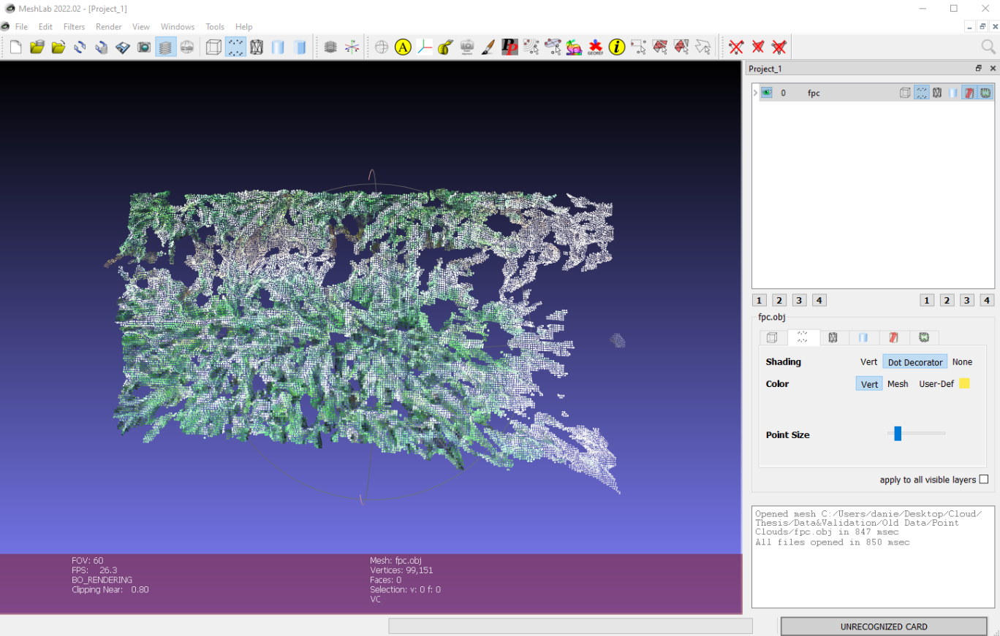 MeshLab 2022.02 - [Project_1]
File Edit Filters Render View Windows Tools Help
A
GEOREF
i
Project_1
0 fpc
1 2 3 4 1 2 3 4
fpc.obj
Shading Vert Dot Decorator None
Color Vert Mesh User-Def
Point Size
apply to all visible layers
Opened mesh C:/Users/danie/Desktop/Cloud/
Thesis/Data&Validation/Old Data/Point
Clouds/fpc.obj in 847 msec
All files opened in 850 msec
FOV: 60
FPS: 26.3
BO_RENDERING
Clipping Near: 0.80
Mesh: fpc.obj
Vertices: 99,151
Faces: 0
Selection: v: 0 f: 0
VC
UNRECOGNIZED CARD